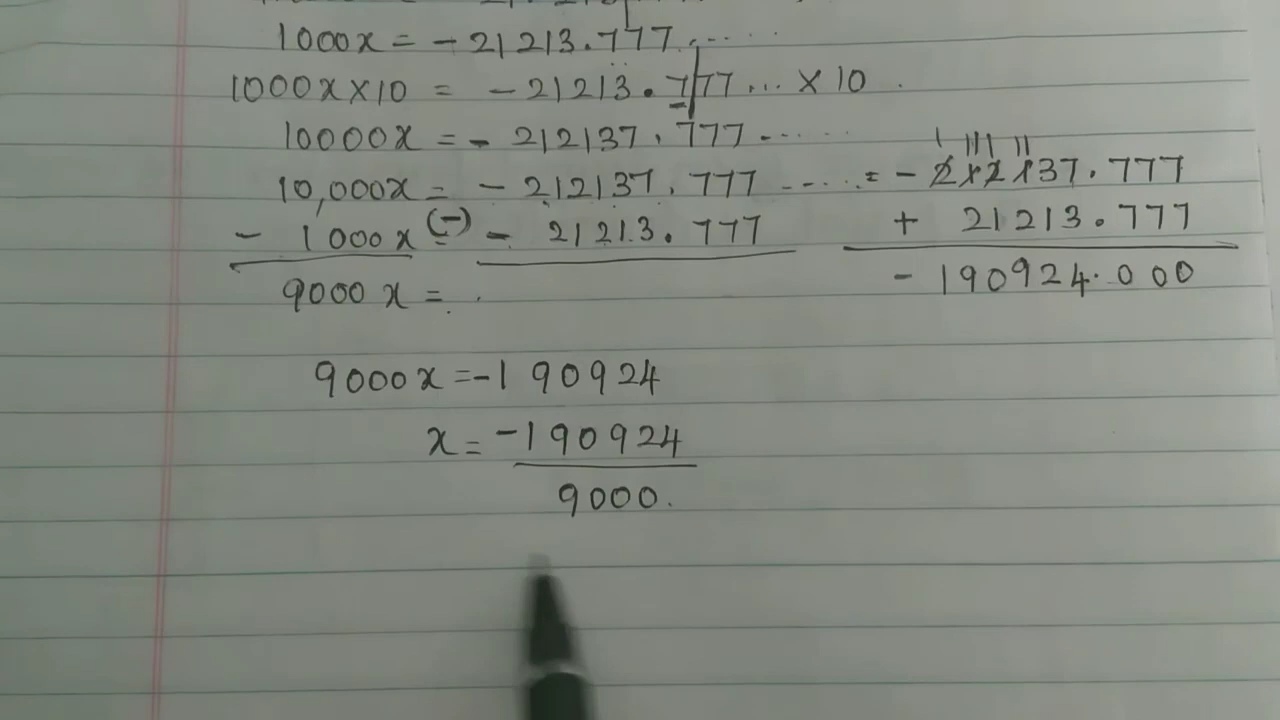 1000x = - 21213.777.....
1000x × 10 = - 21213.777... × 10.
10000x = - 212137.777.....
10,000x = - 212137.777..... = - 212137.777
- 1000x (-) - 21213.777 + 21213.777
9000x = . - 190924.000
9000x = -190924
x = -190924
9000.